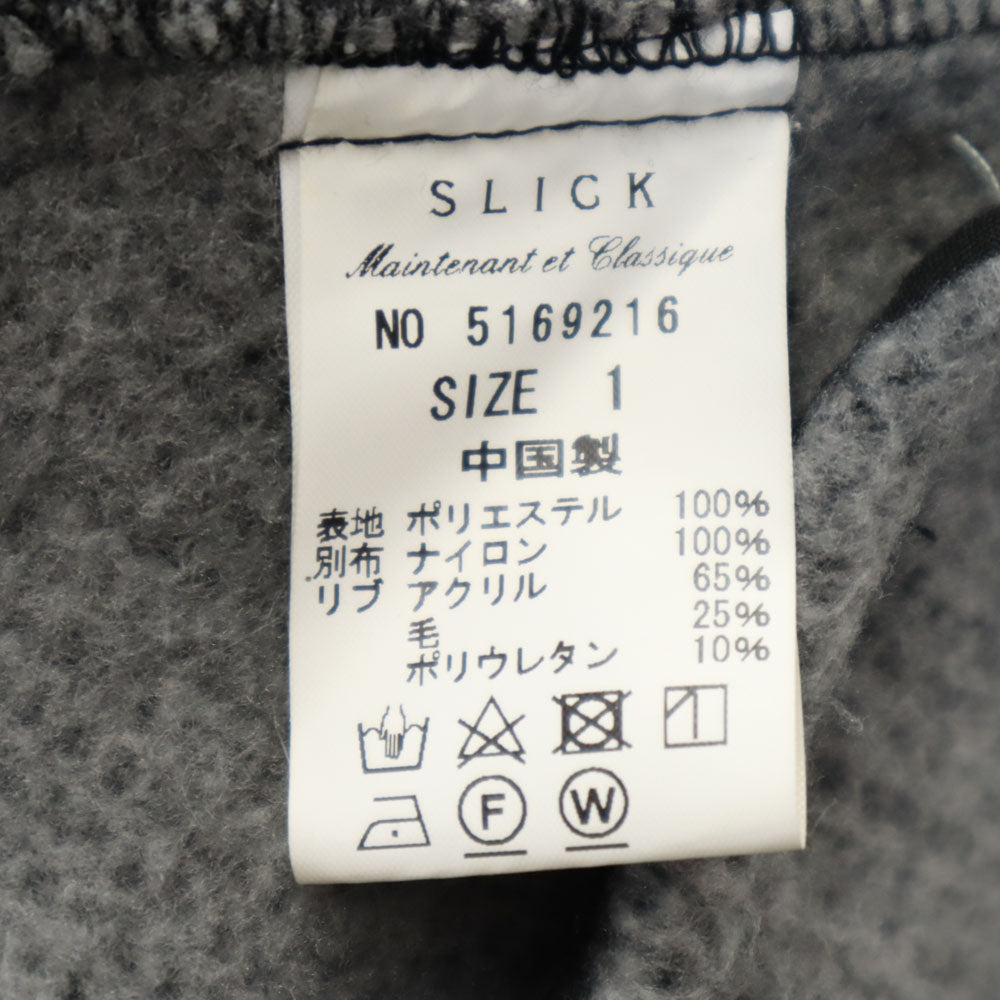 SLICK
Maintenant et Classique
NO 5169216
SIZE 1
中国製
表地 ポリエステル 100%
別布 ナイロン 100%
リブ アクリル 65%
毛 25%
ポリウレタン 10%
F W